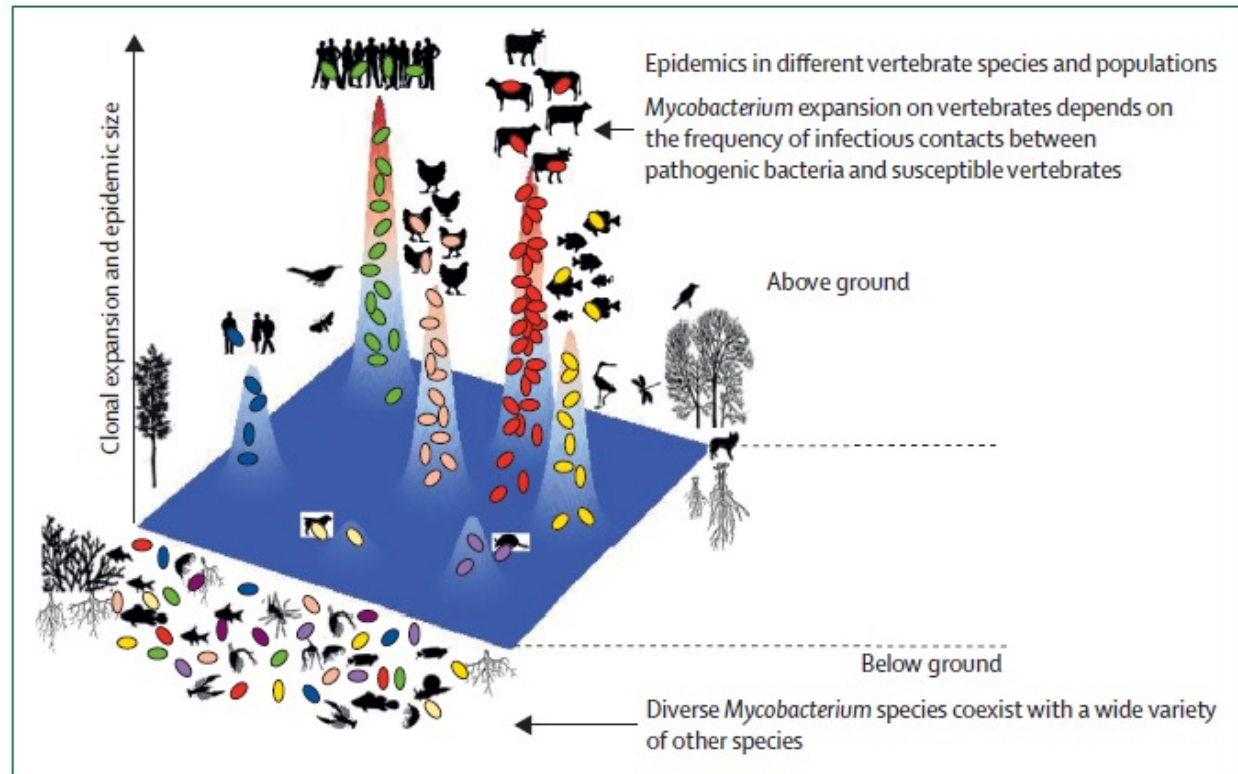 Clonal expansion and epidemic size
Epidemics in different vertebrate species and populations
Mycobacterium expansion on vertebrates depends on
the frequency of infectious contacts between
pathogenic bacteria and susceptible vertebrates
Above ground
Below ground
Diverse Mycobacterium species coexist with a wide variety
of other species